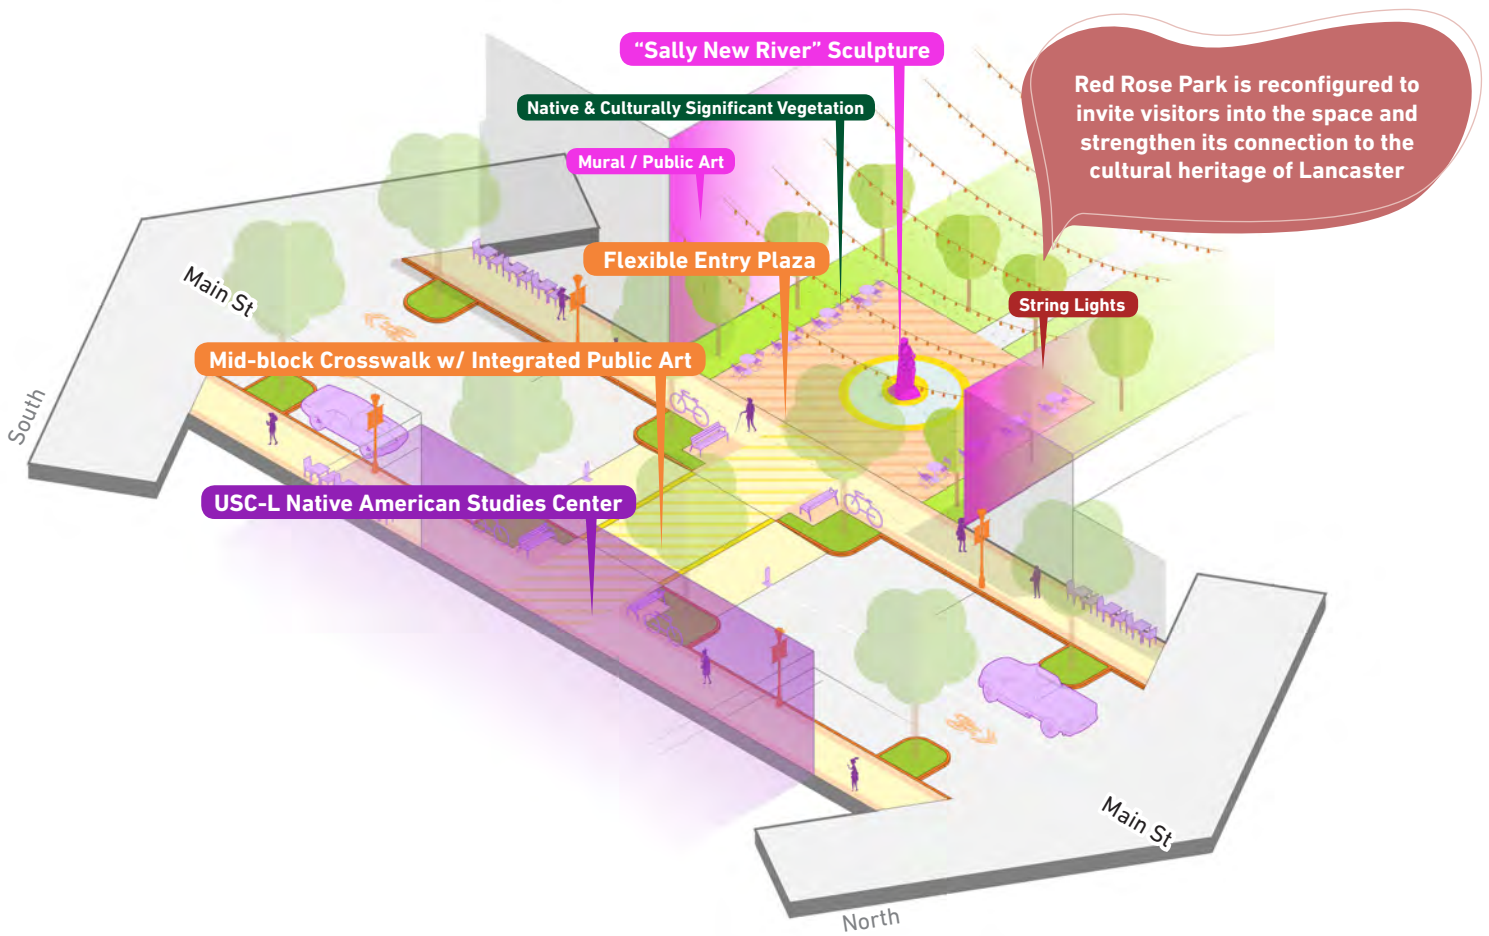 “Sally New River” Sculpture
Red Rose Park is reconfigured to
invite visitors into the space and
strengthen its connection to the
cultural heritage of Lancaster
Native & Culturally Significant Vegetation
Mural / Public Art
Flexible Entry Plaza
Main St
String Lights
Mid-block Crosswalk w/ Integrated Public Art
South
USC-L Native American Studies Center
Main St
North